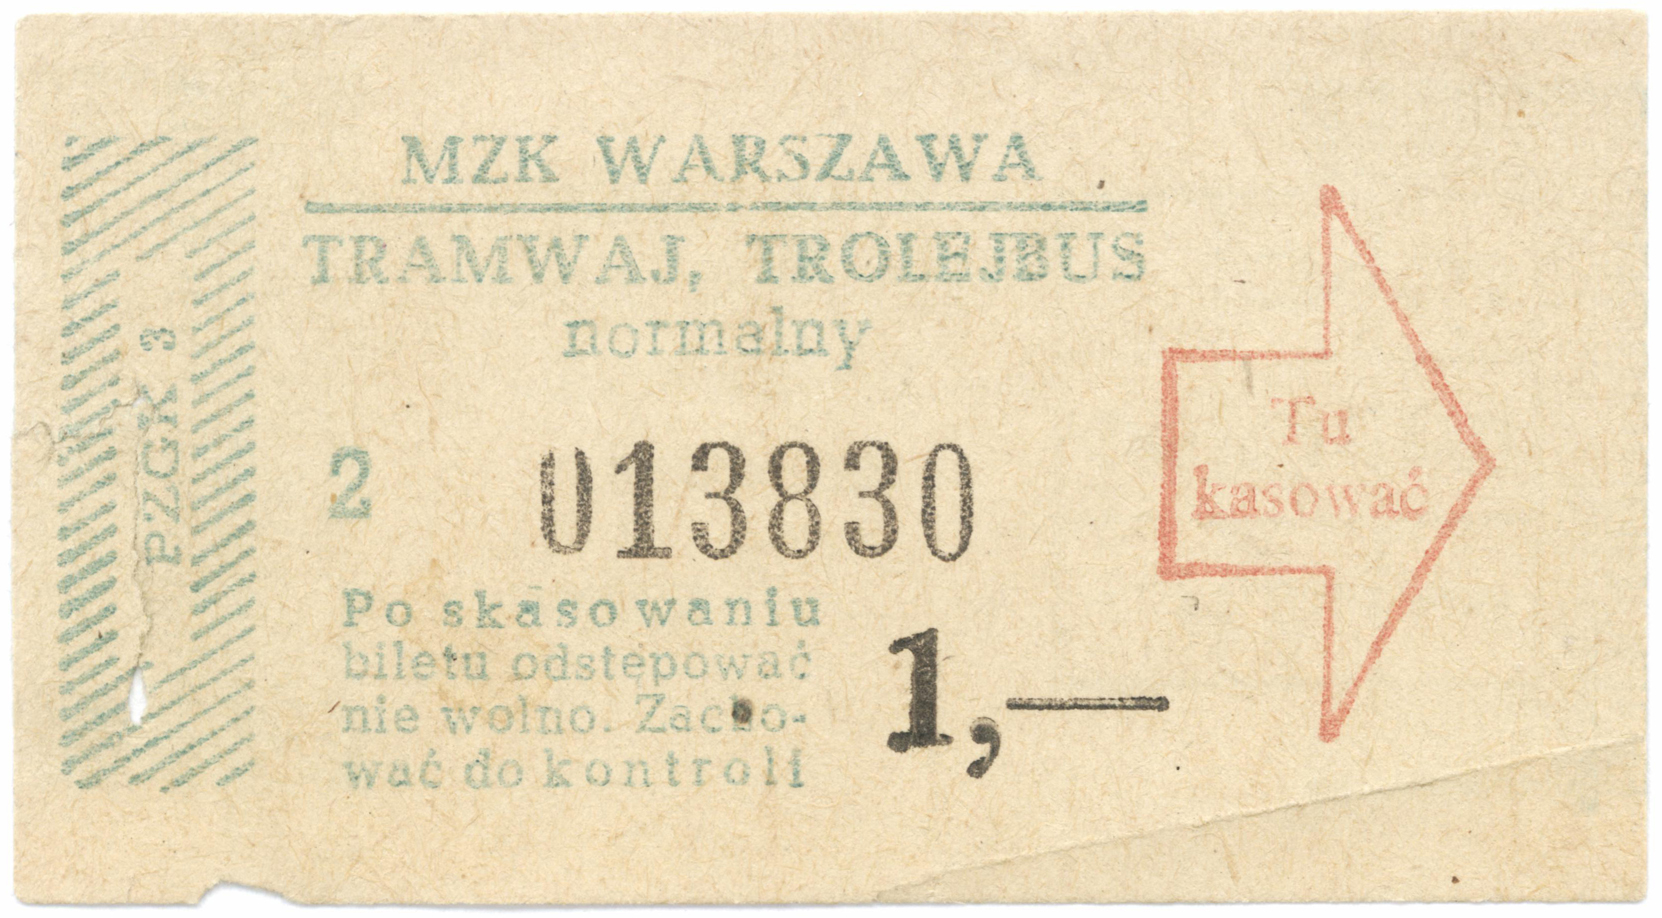 MZK WARSZAWA
TRAMWAJ, TROLEJBUS
normalny
PZGK 3
2 013830
Tu
kasować
Po skasowaniu
biletu odstępować
nie wolno. Zacho-
wać do kontroli
1,—